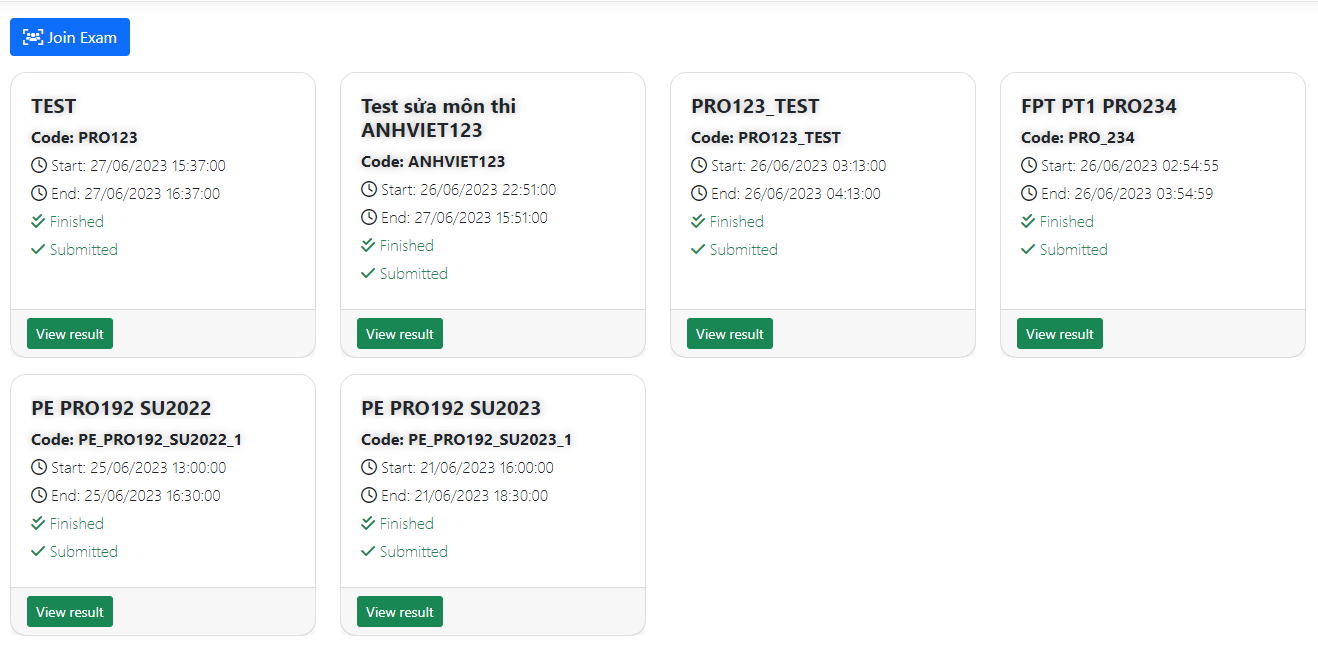 Join Exam
TEST
Code: PRO123
Start: 27/06/2023 15:37:00
End: 27/06/2023 16:37:00
Finished
Submitted
View result
Test sửa môn thi
ANHVIET123
Code: ANHVIET123
Start: 26/06/2023 22:51:00
End: 27/06/2023 15:51:00
Finished
Submitted
View result
PRO123_TEST
Code: PRO123_TEST
Start: 26/06/2023 03:13:00
End: 26/06/2023 04:13:00
Finished
Submitted
View result
FPT PT1 PRO234
Code: PRO_234
Start: 26/06/2023 02:54:55
End: 26/06/2023 03:54:59
Finished
Submitted
View result
PE PRO192 SU2022
Code: PE_PRO192_SU2022_1
Start: 25/06/2023 13:00:00
End: 25/06/2023 16:30:00
Finished
Submitted
View result
PE PRO192 SU2023
Code: PE_PRO192_SU2023_1
Start: 21/06/2023 16:00:00
End: 21/06/2023 18:30:00
Finished
Submitted
View result